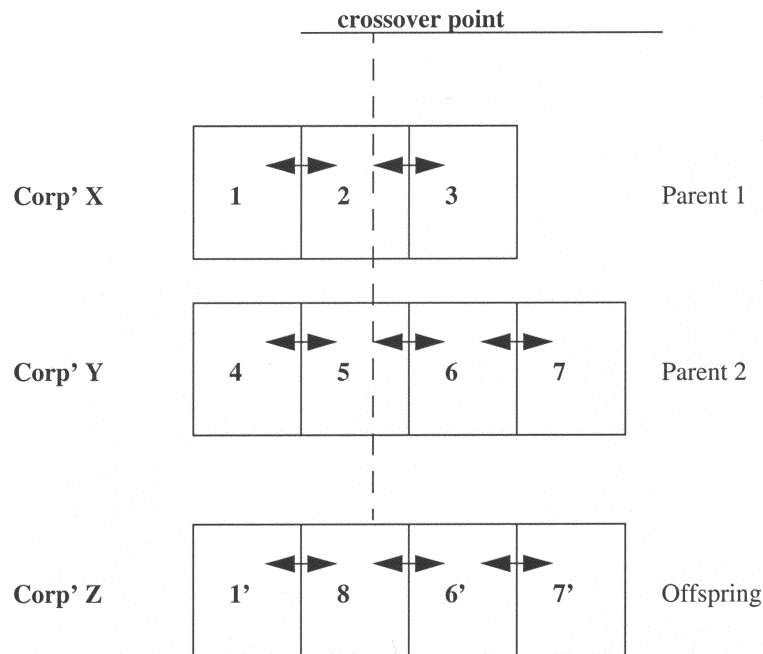 crossover point
Corp’ X 1 2 3 Parent 1
Corp’ Y 4 5 6 7 Parent 2
Corp’ Z 1’ 8 6’ 7’ Offspring